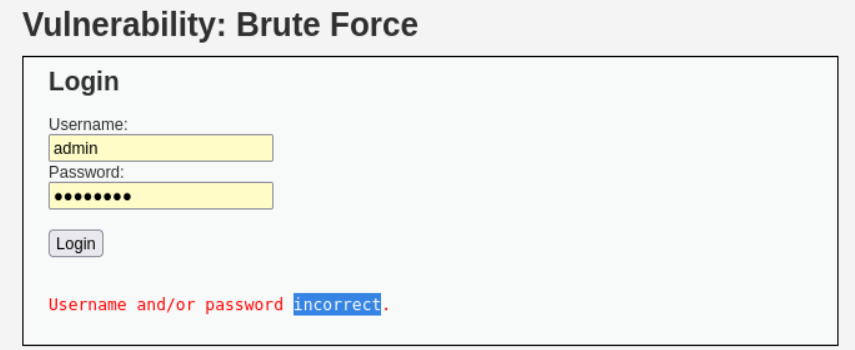 Vulnerability: Brute Force
Login
Username:
admin
Password:
●●●●●●●●
Login
Username and/or password incorrect.